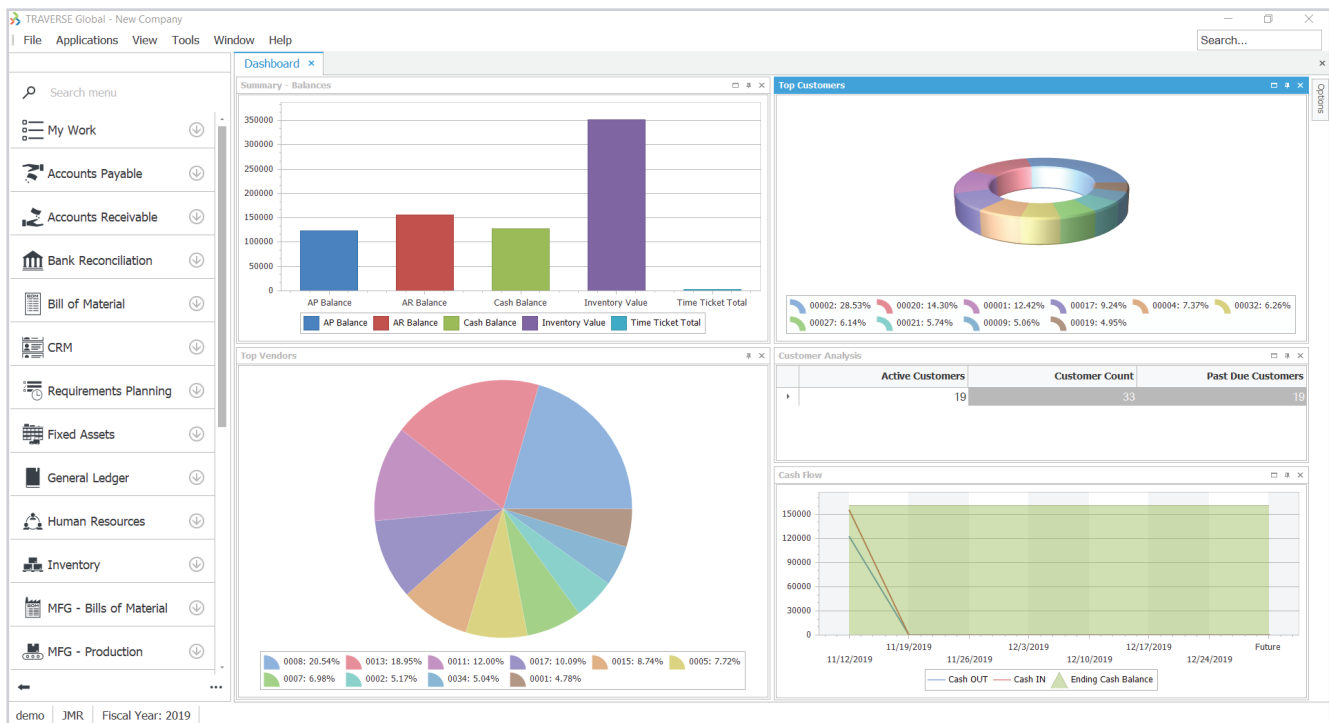 TRAVERSE Global - New Company
File Applications View Tools Window Help
Search...
Search menu
My Work
Accounts Payable
Accounts Receivable
Bank Reconciliation
Bill of Material
CRM
Requirements Planning
Fixed Assets
General Ledger
Human Resources
Inventory
MFG - Bills of Material
MFG - Production
Dashboard
Summary - Balances
350000
300000
250000
200000
150000
100000
50000
0
AP Balance AR Balance Cash Balance Inventory Value Time Ticket Total
AP Balance AR Balance Cash Balance Inventory Value Time Ticket Total
Top Customers
Options
00002: 28.53% 00020: 14.30% 00001: 12.42% 00017: 9.24% 00004: 7.37% 00032: 6.26%
00027: 6.14% 00021: 5.74% 00009: 5.06% 00019: 4.95%
Top Vendors
0008: 20.54% 0013: 18.95% 0011: 12.00% 0017: 10.09% 0015: 8.74% 0005: 7.72%
0007: 6.98% 0002: 5.17% 0034: 5.04% 0001: 4.78%
Customer Analysis
Active Customers Customer Count Past Due Customers
19 33 19
Cash Flow
150000
120000
90000
60000
30000
0
11/19/2019 12/3/2019 12/17/2019 Future
11/12/2019 11/26/2019 12/10/2019 12/24/2019
Cash OUT Cash IN Ending Cash Balance
demo JMR Fiscal Year: 2019